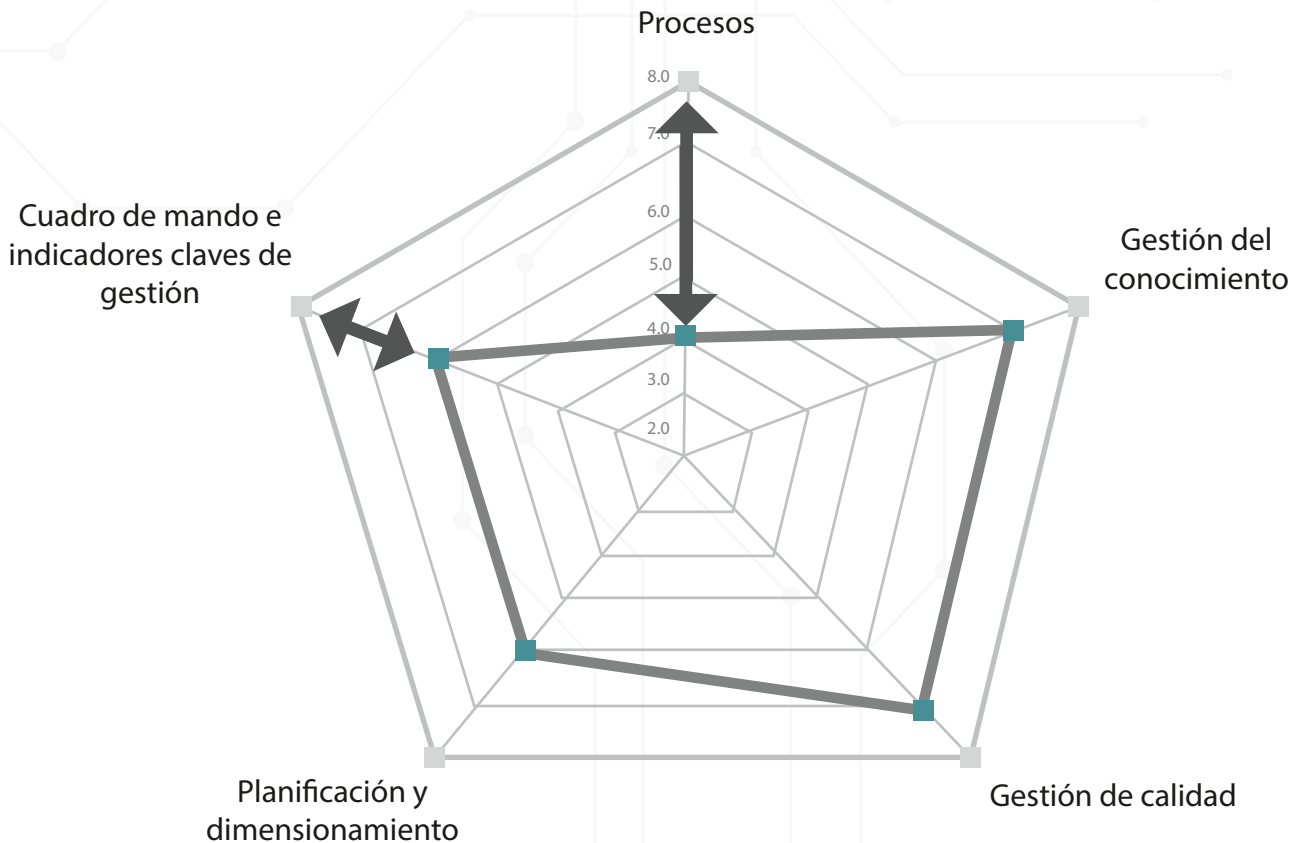 Procesos
8.0
7.0
6.0
5.0
4.0
3.0
2.0
Cuadro de mando e
indicadores claves de
gestión
Gestión del
conocimiento
Planificación y
dimensionamiento
Gestión de calidad